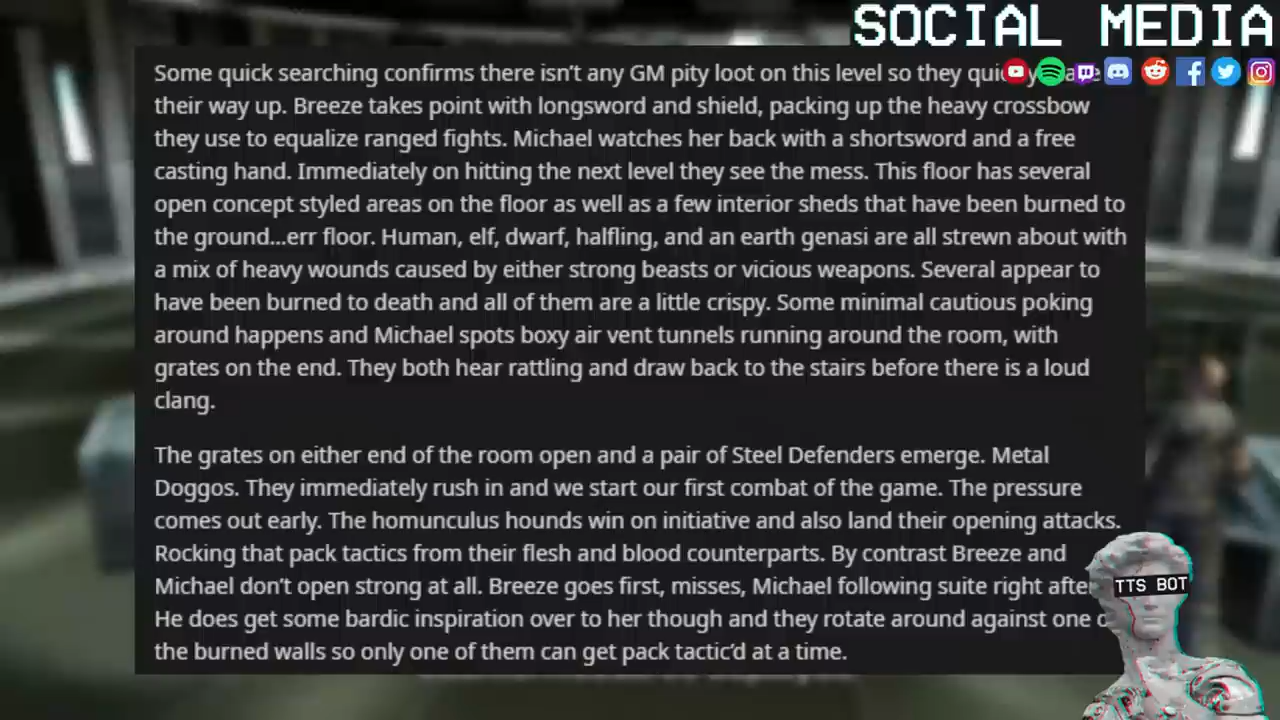 SOCIAL MEDIA
Some quick searching confirms there isn't any GM pity loot on this level so they
their way up. Breeze takes point with longsword and shield, packing up the heavy crossbow
they use to equalize ranged fights. Michael watches her back with a shortsword and a free
casting hand. Immediately on hitting the next level they see the mess. This floor has several
open concept styled areas on the floor as well as a few interior sheds that have been burned to
the ground...err floor. Human, elf, dwarf, halfling, and an earth genasi are all strewn about with
a mix of heavy wounds caused by either strong beasts or vicious weapons. Several appear to
have been burned to death and all of them are a little crispy. Some minimal cautious poking
around happens and Michael spots boxy air vent tunnels running around the room, with
grates on the end. They both hear rattling and draw back to the stairs before there is a loud
clang.
The grates on either end of the room open and a pair of Steel Defenders emerge. Metal
Doggos. They immediately rush in and we start our first combat of the game. The pressure
comes out early. The homunculus hounds win on initiative and also land their opening attacks.
Rocking that pack tactics from their flesh and blood counterparts. By contrast Breeze and
Michael don't open strong at all. Breeze goes first, misses, Michael following suite right after
He does get some bardic inspiration over to her though and they rotate around against one
the burned walls so only one of them can get pack tactic'd at a time.
TTS BOT